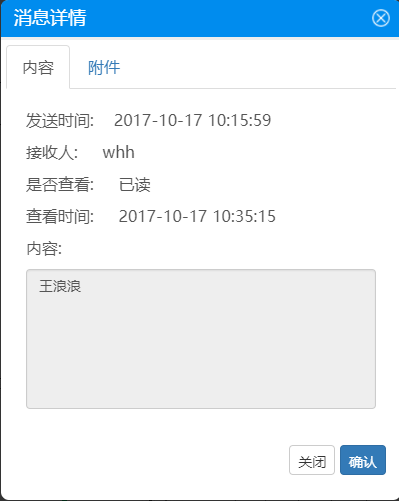 消息详情
内容 附件
发送时间: 2017-10-17 10:15:59
接收人: whh
是否查看: 已读
查看时间: 2017-10-17 10:35:15
内容:
王浪浪
关闭 确认